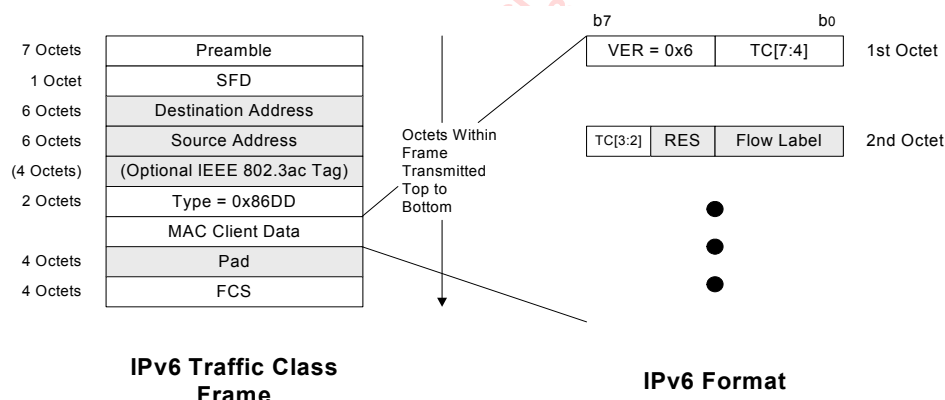 b7 b0
7 Octets Preamble
1 Octet SFD
6 Octets Destination Address
6 Octets Source Address
(4 Octets) (Optional IEEE 802.3ac Tag)
2 Octets Type = 0x86DD
MAC Client Data
4 Octets Pad
4 Octets FCS
Octets Within
Frame
Transmitted
Top to
Bottom
VER = 0x6 TC[7:4] 1st Octet
TC[3:2] RES Flow Label 2nd Octet
IPv6 Traffic Class
Frame
IPv6 Format